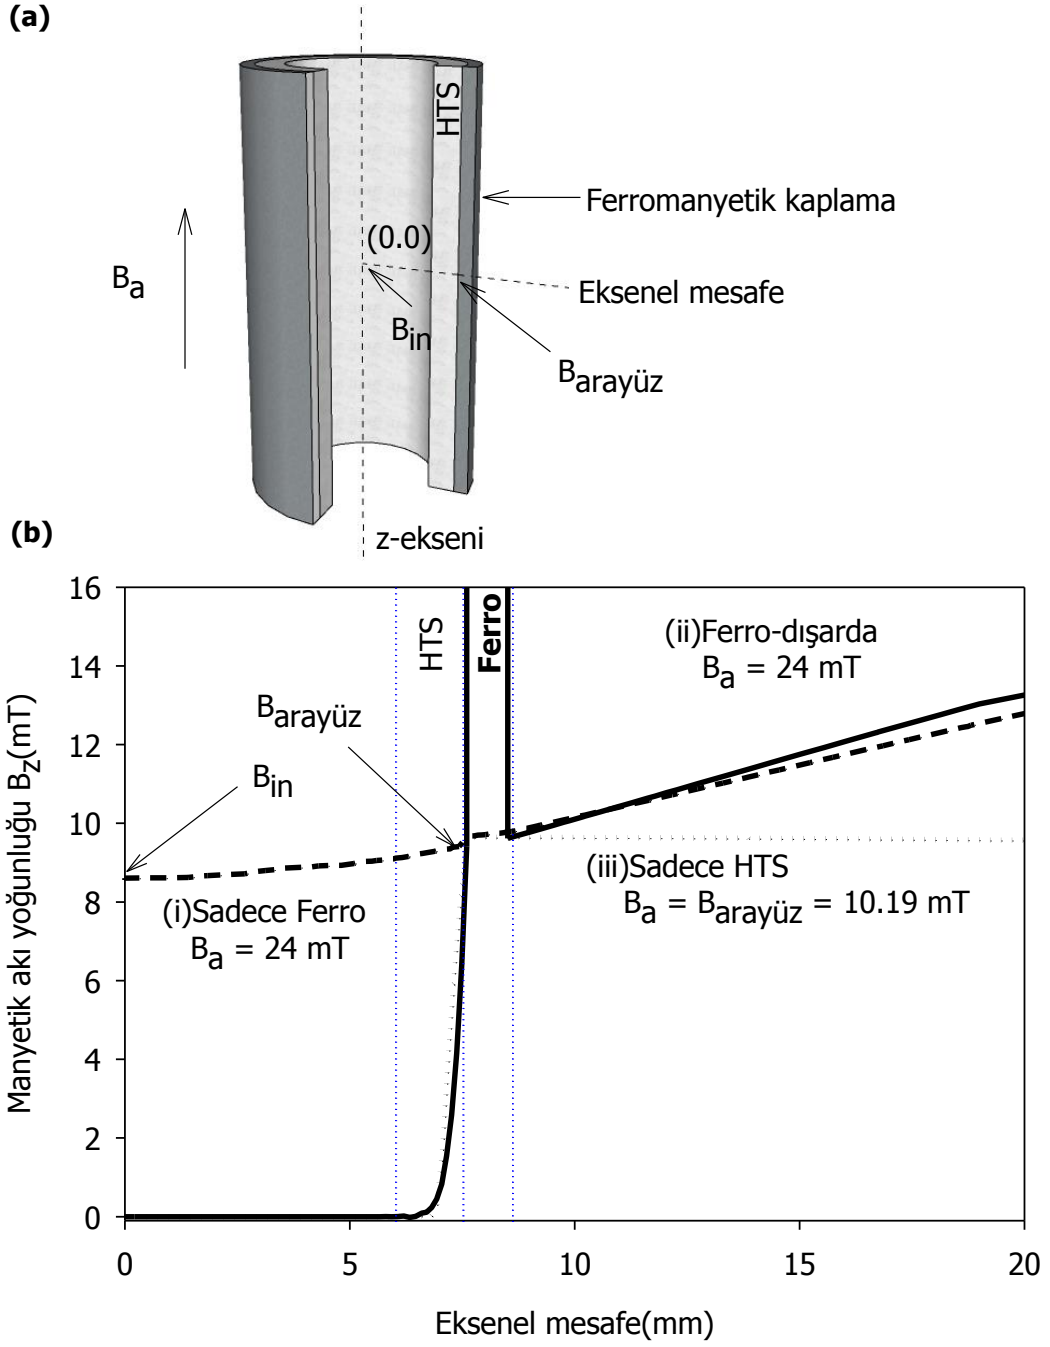 (a)
HTS
Ferromanyetik kaplama
(0.0)
Ba
Eksenel mesafe
Bin
Barayüz
z-ekseni
(b)
16
14
12
10
8
6
4
2
0
Manyetik akı yoğunluğu Bz(mT)
HTS
Ferro
(ii)Ferro-dışarda
Ba = 24 mT
Barayüz
Bin
(iii)Sadece HTS
Ba = Barayüz = 10.19 mT
(i)Sadece Ferro
Ba = 24 mT
0 5 10 15 20
Eksenel mesafe(mm)